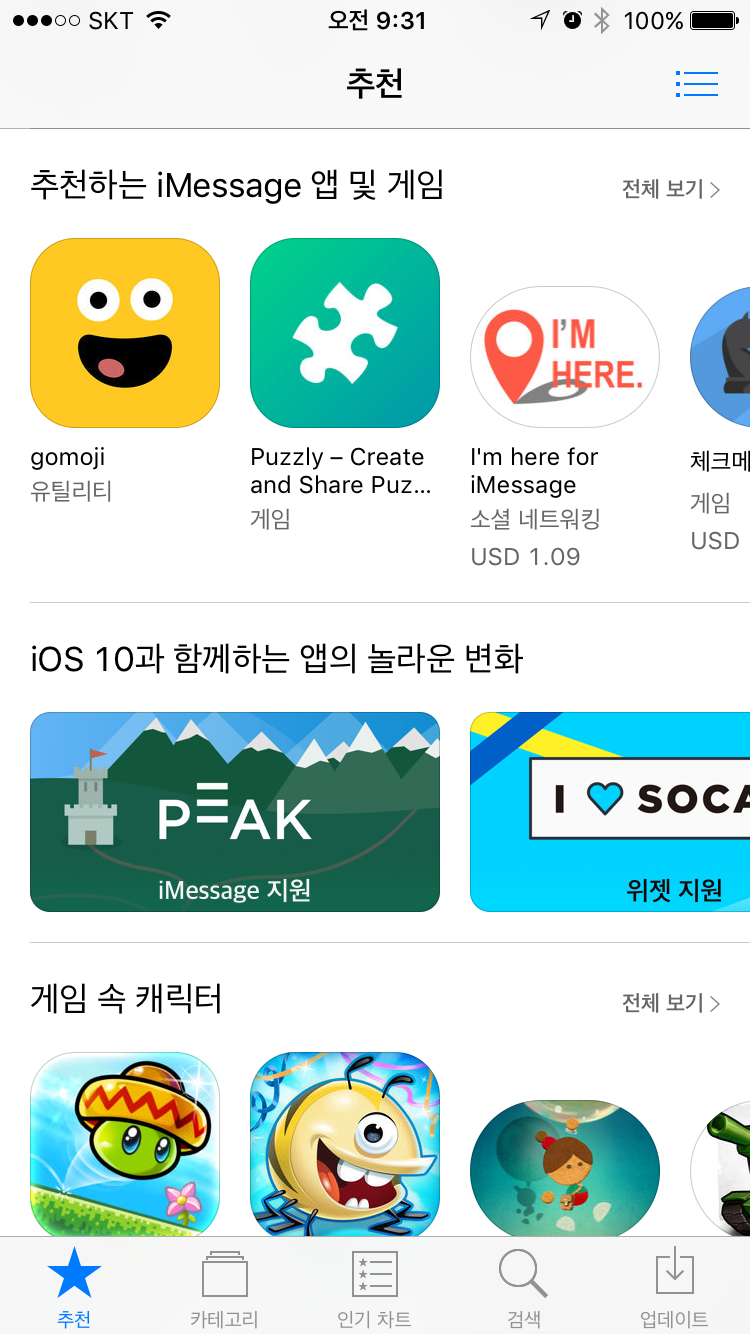 SKT 오전 9:31 100%
추천
추천하는 iMessage 앱 및 게임 전체 보기
I'M
HERE.
gomoji
유틸리티
Puzzly – Create
and Share Puz...
게임
I'm here for
iMessage
소셜 네트워킹
USD 1.09
체크메
게임
USD
iOS 10과 함께하는 앱의 놀라운 변화
PEAK
iMessage 지원
I SOCA
위젯 지원
게임 속 캐릭터 전체 보기
추천 카테고리 인기 차트 검색 업데이트